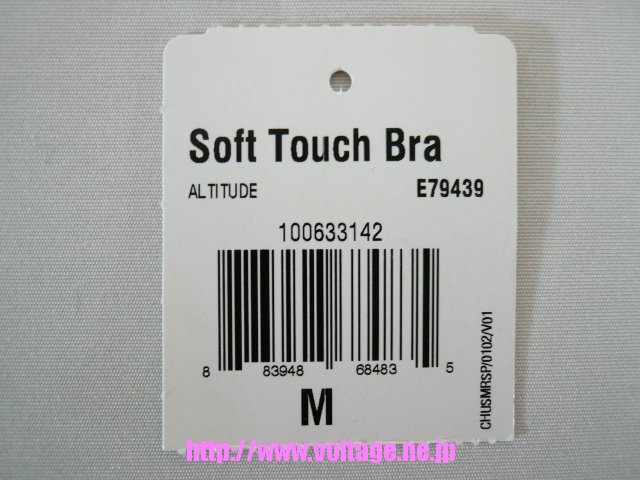 Soft Touch Bra
ALTITUDE E79439
100633142
8 83948 68483 5
M
CHUSMRSP/0102/V01
http://www.voltage.ne.jp